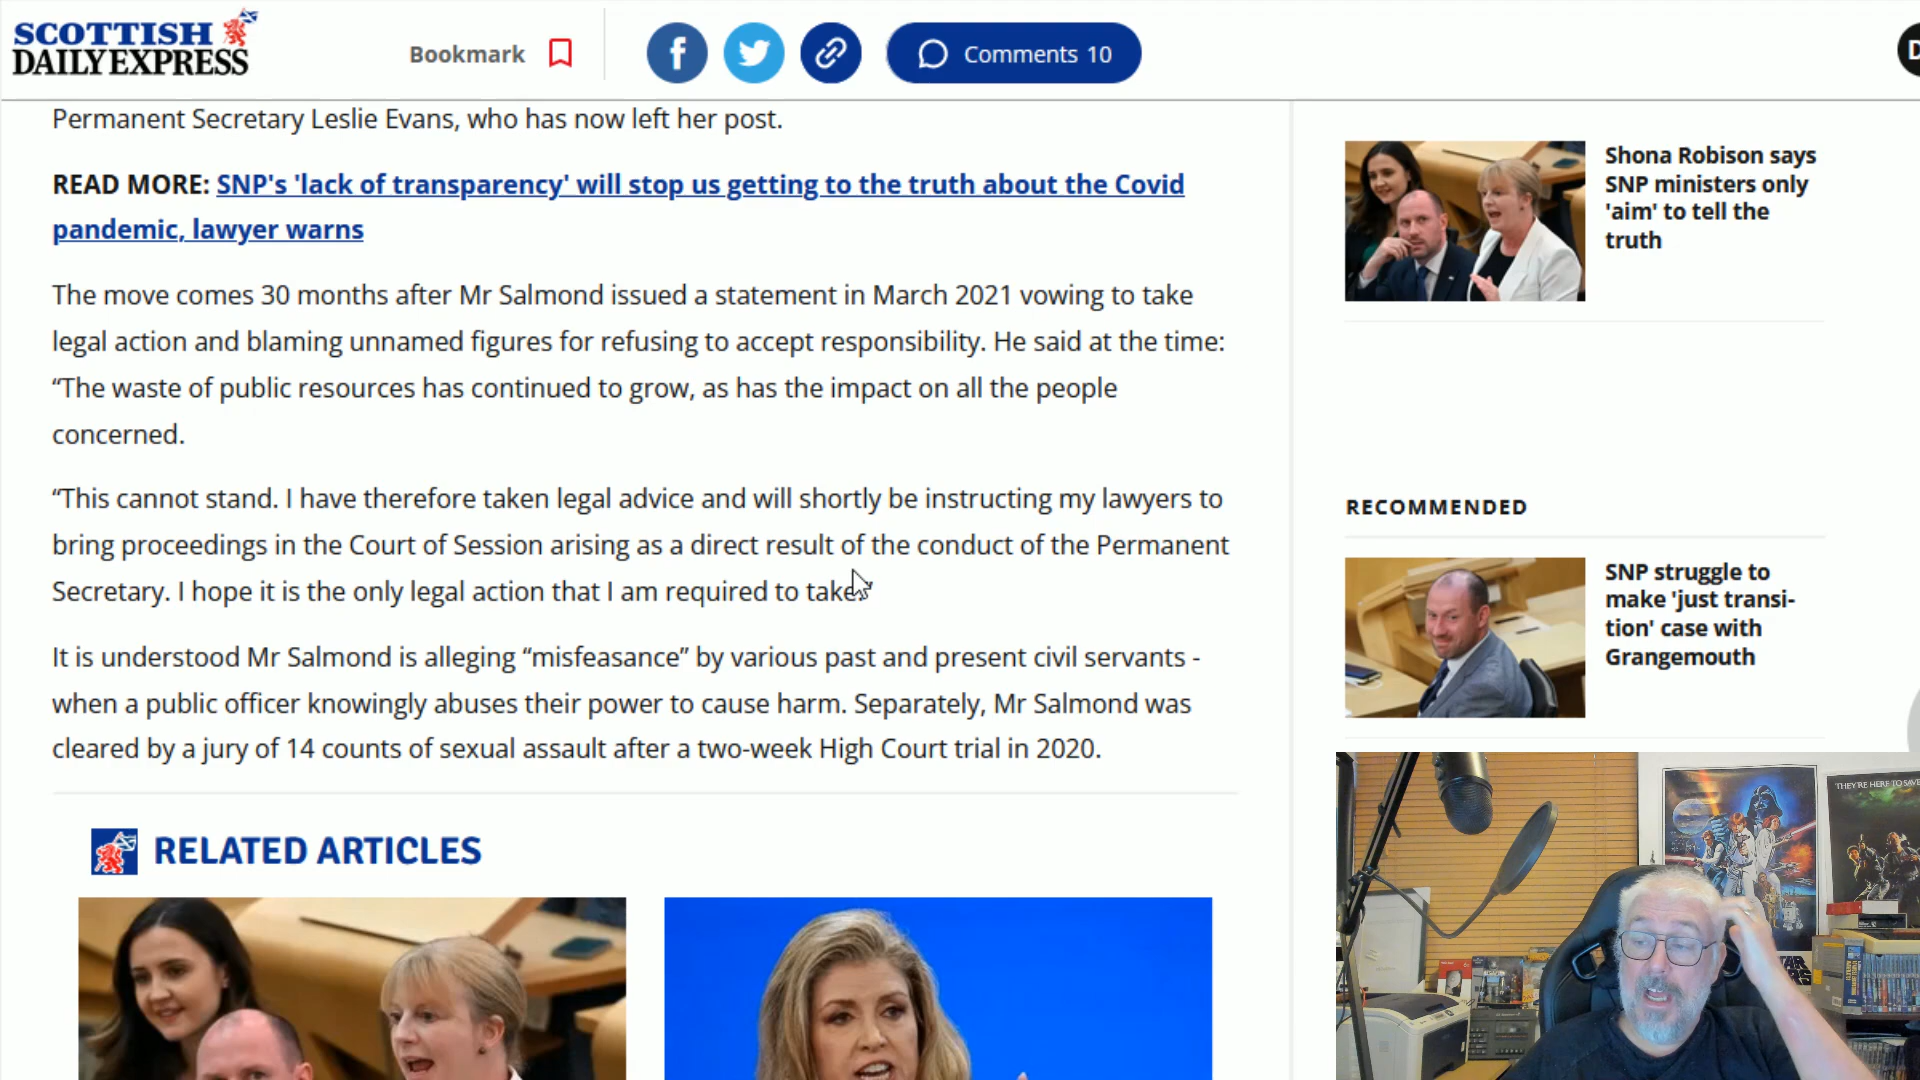 SCOTTISH
DAILY EXPRESS
Bookmark
Comments 10
Permanent Secretary Leslie Evans, who has now left her post.
READ MORE: SNP's 'lack of transparency' will stop us getting to the truth about the Covid
pandemic, lawyer warns
The move comes 30 months after Mr Salmond issued a statement in March 2021 vowing to take
legal action and blaming unnamed figures for refusing to accept responsibility. He said at the time:
“The waste of public resources has continued to grow, as has the impact on all the people
concerned.
“This cannot stand. I have therefore taken legal advice and will shortly be instructing my lawyers to
bring proceedings in the Court of Session arising as a direct result of the conduct of the Permanent
Secretary. I hope it is the only legal action that I am required to take”
It is understood Mr Salmond is alleging “misfeasance” by various past and present civil servants -
when a public officer knowingly abuses their power to cause harm. Separately, Mr Salmond was
cleared by a jury of 14 counts of sexual assault after a two-week High Court trial in 2020.
RELATED ARTICLES
Shona Robison says
SNP ministers only
'aim' to tell the
truth
RECOMMENDED
SNP struggle to
make 'just transi-
tion' case with
Grangemouth
THEY'RE HERE TO SAVE
STAR